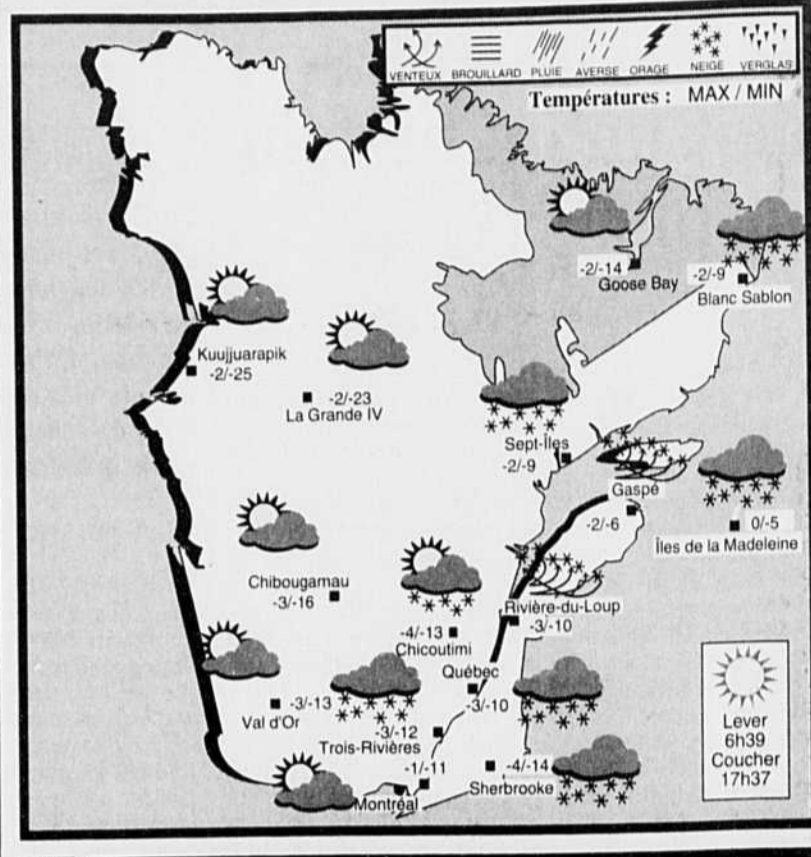 VENTEUX BROUILLARD PLUIE AVERSE ORAGE NEIGE VERGLAS
Températures : MAX / MIN
-2/-14
Goose Bay
-2/-9
Blanc Sablon
Kuujjuarapik
-2/-25
-2/-23
La Grande IV
Sept-Îles
-2/-9
Gaspé
-2/-6
0/-5
Îles de la Madeleine
Chibougamau
-3/-16
Rivière-du-Loup
-3/-10
-4/-13
Chicoutimi
Québec
-3/-10
-3/-13
Val d'Or
-3/-12
Trois-Rivières
-1/-11
Montréal
-4/-14
Sherbrooke
Lever
6h39
Coucher
17h37